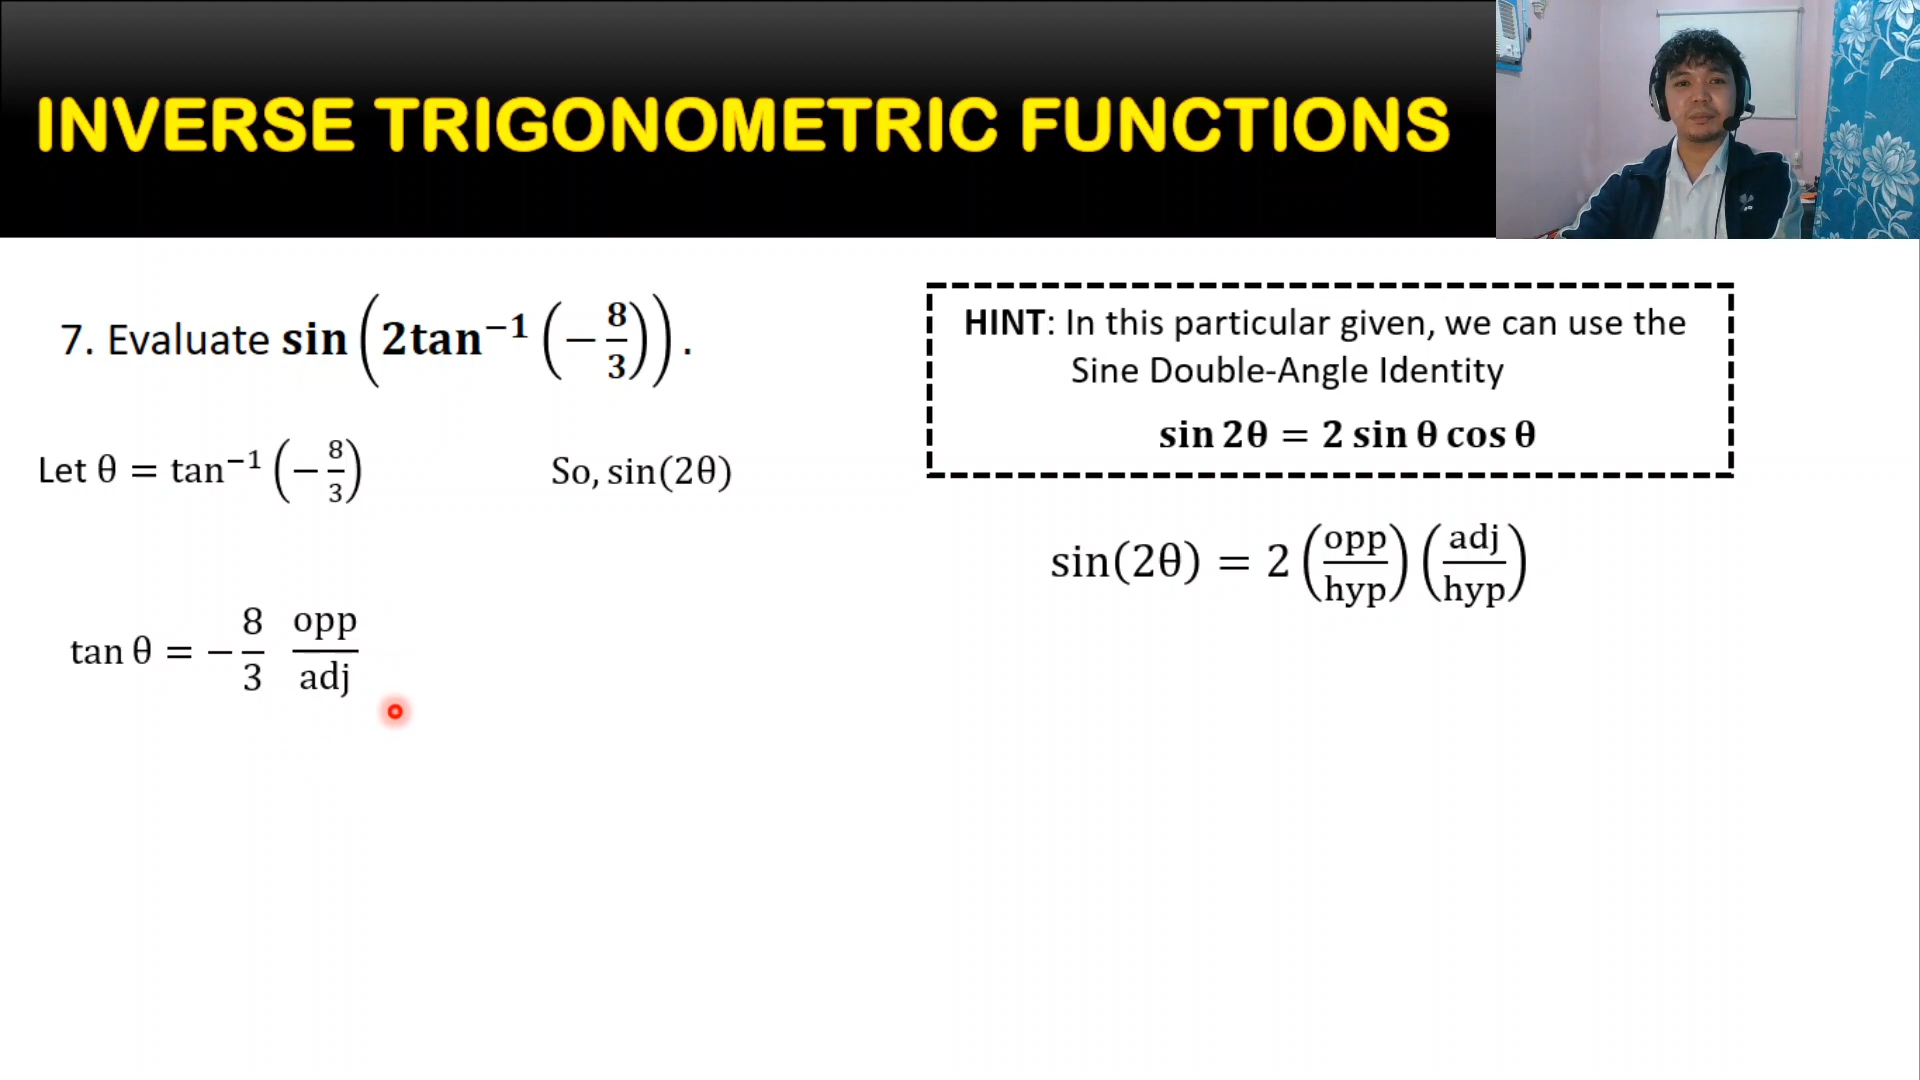 INVERSE TRIGONOMETRIC FUNCTIONS
7. Evaluate sin(2tan⁻¹(−8/3)).
HINT: In this particular given, we can use the
Sine Double-Angle Identity
sin 2θ = 2 sin θ cos θ
Let θ = tan⁻¹(−8/3)
So, sin(2θ)
sin(2θ) = 2(opp/hyp)(adj/hyp)
tan θ = −8/3 opp/adj